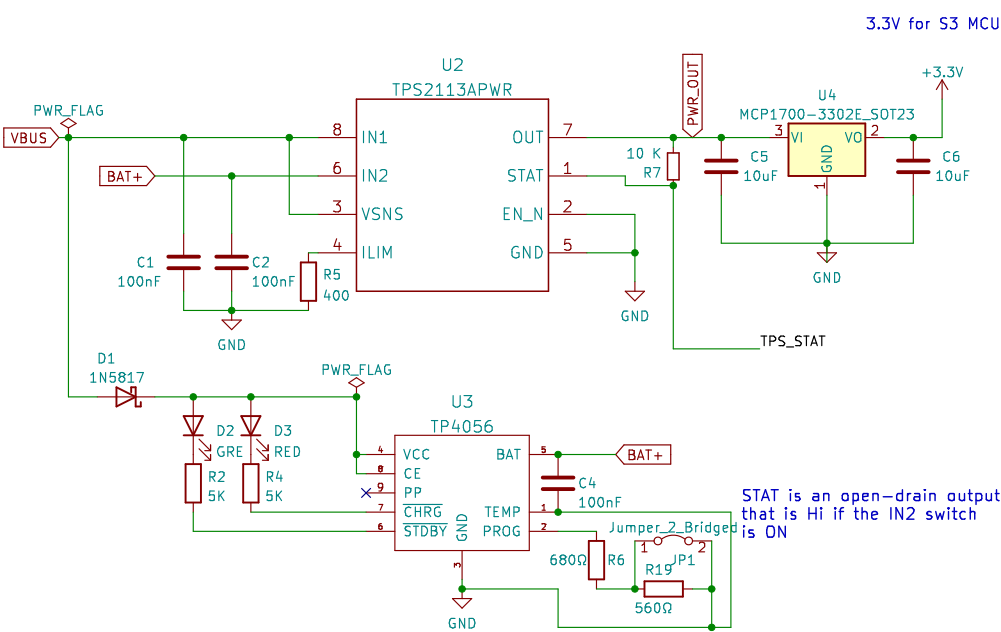 3.3V for S3 MCU
U2
TPS2113APWR
PWR_FLAG
VBUS
8
IN1
OUT
7
PWR_OUT
U4
MCP1700-3302E_SOT23
+3.3V
3
VI
VO
2
GND
1
BAT+
6
IN2
STAT
1
10 K
R7
C5
10uF
C6
10uF
3
VSNS
EN_N
2
4
ILIM
GND
5
C1
100nF
C2
100nF
R5
400
GND
GND
GND
TPS_STAT
D1
1N5817
PWR_FLAG
U3
TP4056
D2
GRE
D3
RED
R2
5K
R4
5K
4
VCC
8
CE
9
PP
7
CHRG
6
STDBY
GND
3
BAT
5
BAT+
TEMP
1
PROG
2
C4
100nF
STAT is an open-drain output
that is Hi if the IN2 switch
is ON
Jumper_2_Bridged
1
2
JP1
680Ω
R6
R19
560Ω
GND